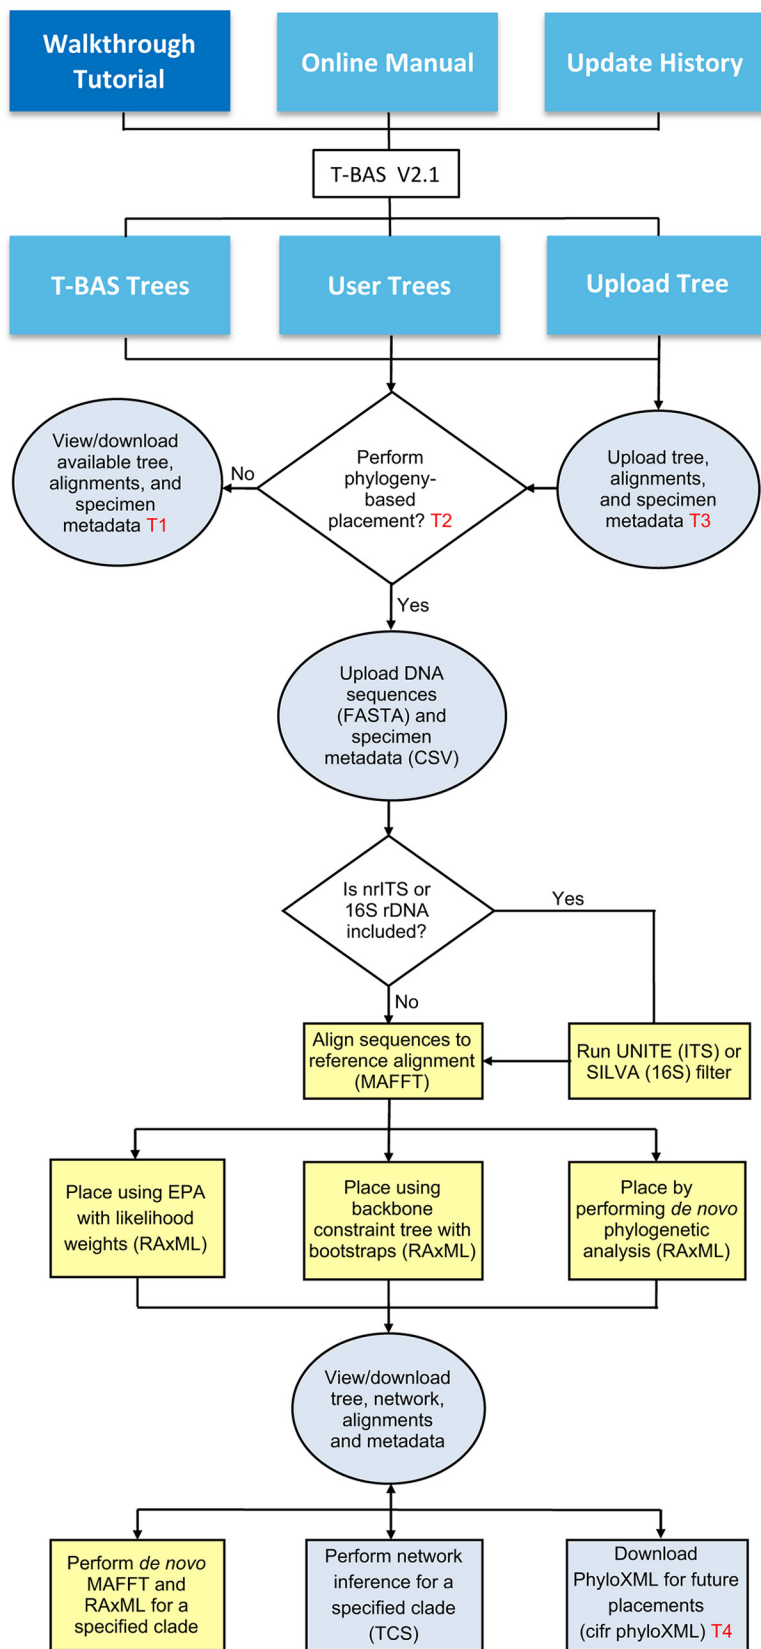 Walkthrough
Tutorial
Online Manual
Update History
T-BAS V2.1
T-BAS Trees
User Trees
Upload Tree
View/download
available tree,
alignments, and
specimen
metadata T1
No
Perform
phylogeny-
based
placement? T2
Upload tree,
alignments,
and specimen
metadata T3
Yes
Upload DNA
sequences
(FASTA) and
specimen
metadata (CSV)
Is nrITS or
16S rDNA
included?
Yes
No
Align sequences to
reference alignment
(MAFFT)
Run UNITE (ITS) or
SILVA (16S) filter
Place using EPA
with likelihood
weights (RAxML)
Place using
backbone
constraint tree with
bootstraps (RAxML)
Place by
performing de novo
phylogenetic
analysis (RAxML)
View/download
tree, network,
alignments
and metadata
Perform de novo
MAFFT and
RAxML for a
specified clade
Perform network
inference for a
specified clade
(TCS)
Download
PhyloXML for future
placements
(cifr phyloXML) T4